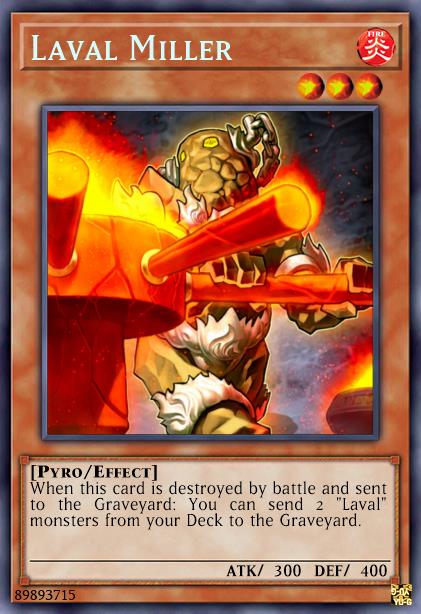 LAVAL MILLER
FIRE
炎
[PYRO/EFFECT]
When this card is destroyed by battle and sent
to the Graveyard: You can send 2 "Laval"
monsters from your Deck to the Graveyard.
ATK/ 300 DEF/ 400
89893715